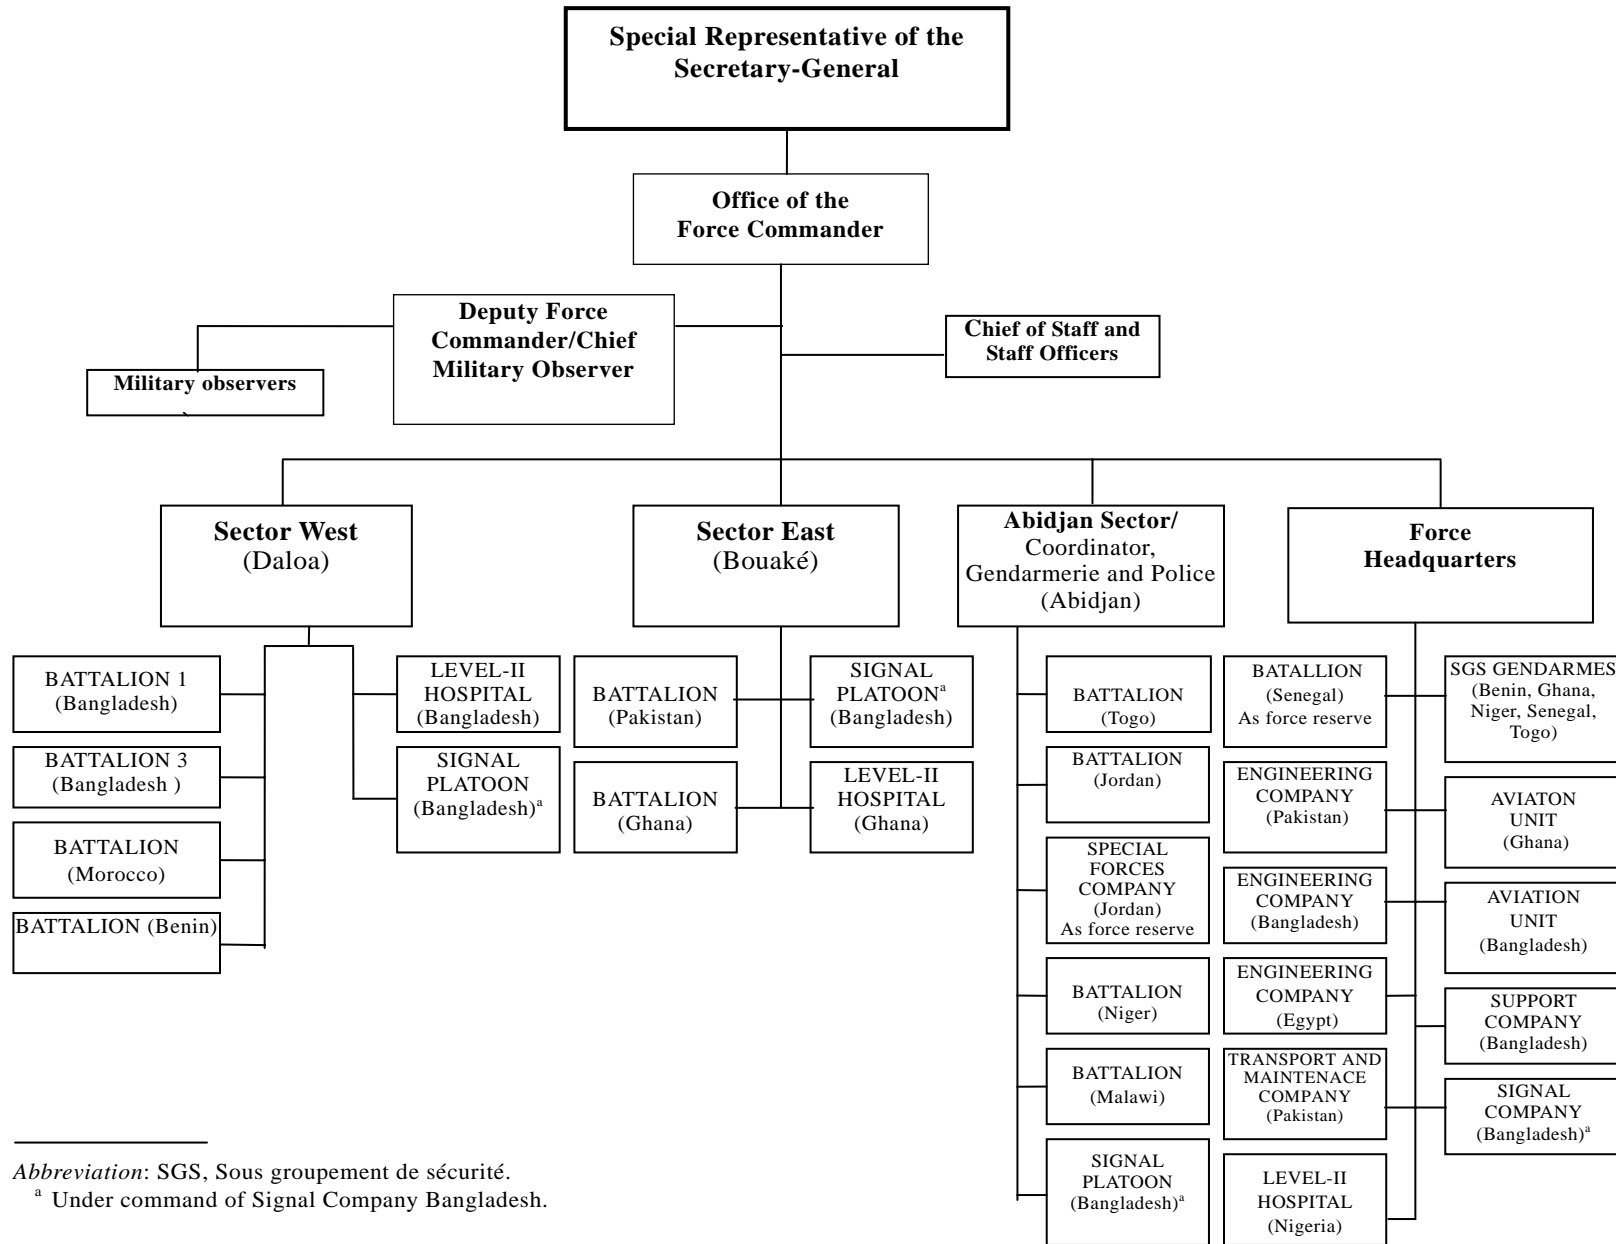 Special Representative of the
Secretary-General
Office of the
Force Commander
Deputy Force
Commander/Chief
Military Observer
Chief of Staff and
Staff Officers
Military observers
Sector West
(Daloa)
Sector East
(Bouaké)
Abidjan Sector/
Coordinator,
Gendarmerie and Police
(Abidjan)
Force
Headquarters
BATTALION 1
(Bangladesh)
BATTALION 3
(Bangladesh )
BATTALION
(Morocco)
BATTALION (Benin)
LEVEL-II
HOSPITAL
(Bangladesh)
SIGNAL
PLATOON
(Bangladesh)a
BATTALION
(Pakistan)
BATTALION
(Ghana)
SIGNAL
PLATOONa
(Bangladesh)
LEVEL-II
HOSPITAL
(Ghana)
BATTALION
(Togo)
BATTALION
(Jordan)
SPECIAL
FORCES
COMPANY
(Jordan)
As force reserve
BATTALION
(Niger)
BATTALION
(Malawi)
SIGNAL
PLATOON
(Bangladesh)a
BATALLION
(Senegal)
As force reserve
ENGINEERING
COMPANY
(Pakistan)
ENGINEERING
COMPANY
(Bangladesh)
ENGINEERING
COMPANY
(Egypt)
TRANSPORT AND
MAINTENACE
COMPANY
(Pakistan)
LEVEL-II
HOSPITAL
(Nigeria)
SGS GENDARMES
(Benin, Ghana,
Niger, Senegal,
Togo)
AVIATON
UNIT
(Ghana)
AVIATION
UNIT
(Bangladesh)
SUPPORT
COMPANY
(Bangladesh)
SIGNAL
COMPANY
(Bangladesh)a
Abbreviation: SGS, Sous groupement de sécurité.
a Under command of Signal Company Bangladesh.